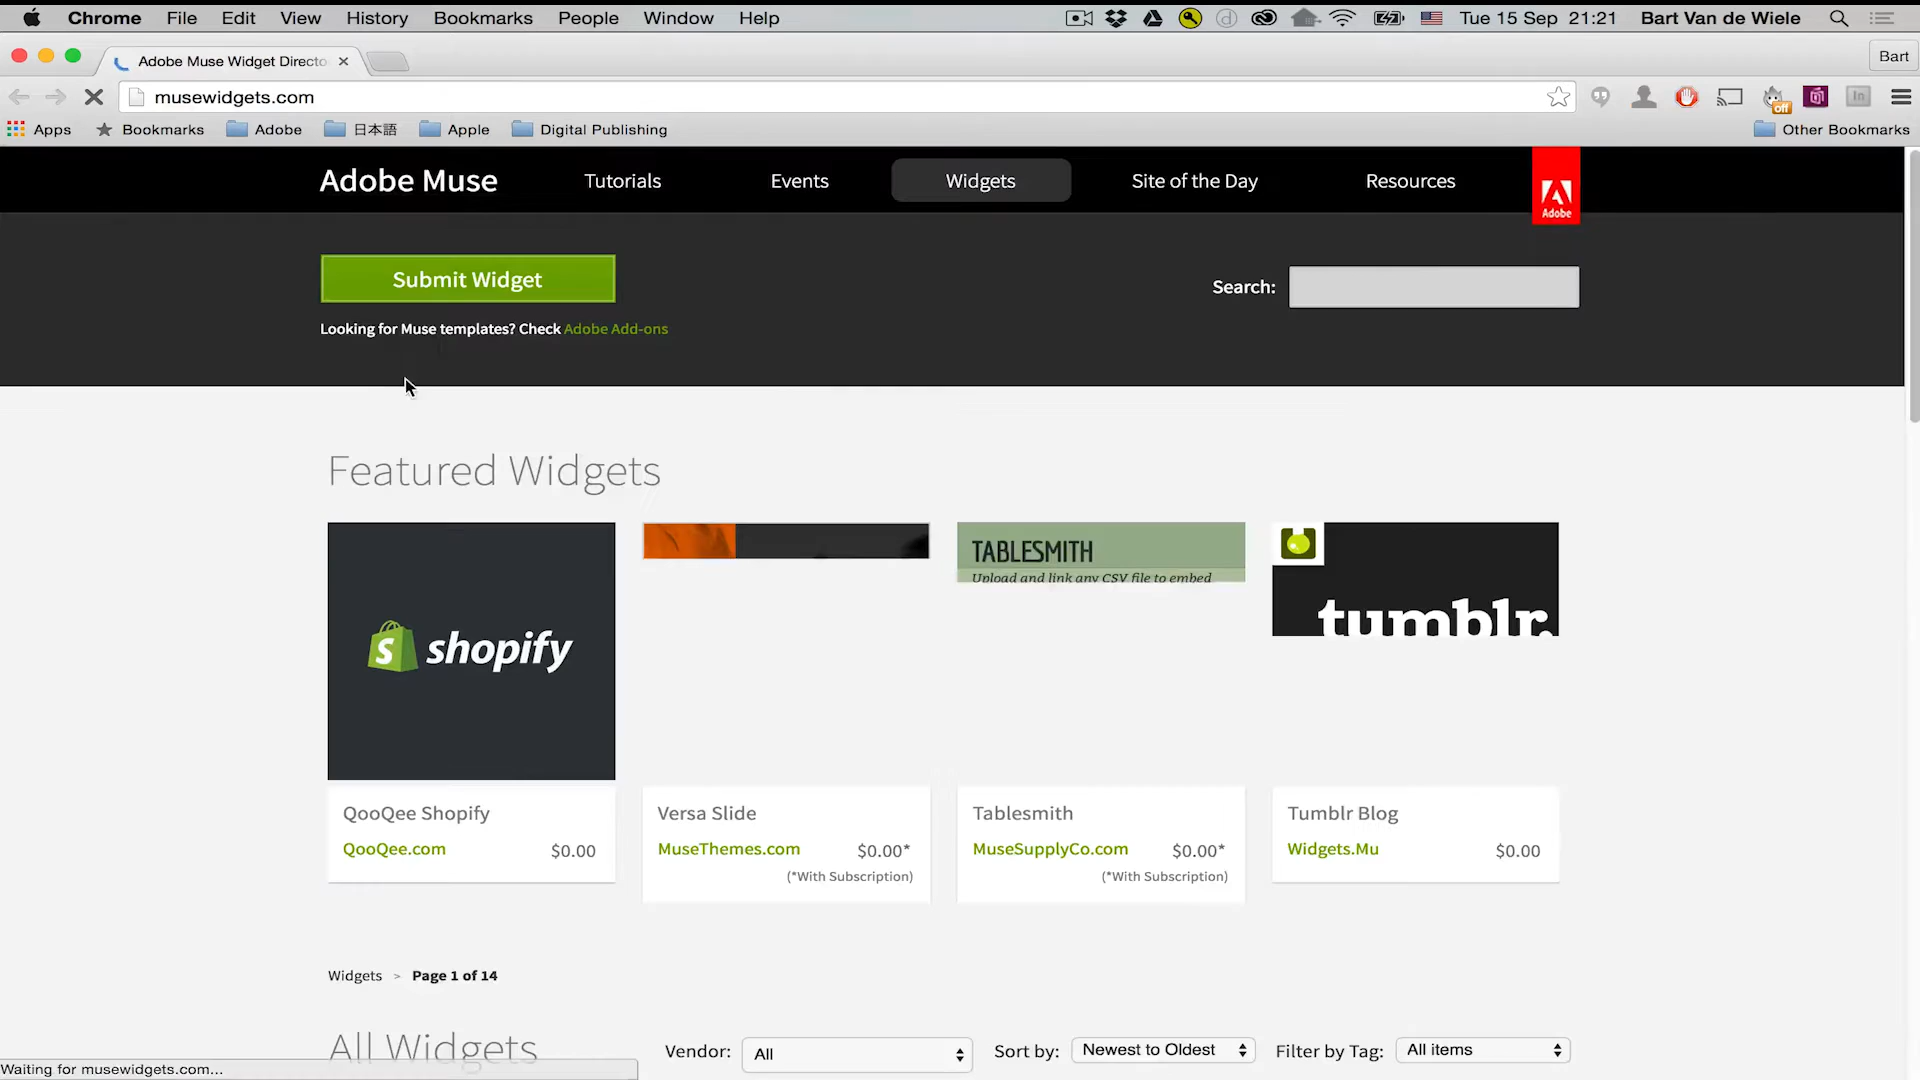 Chrome File Edit View History Bookmarks People Window Help Tue 15 Sep 21:21 Bart Van de Wiele
Adobe Muse Widget Directo Bart
musewidgets.com
off
In
Apps Bookmarks Adobe 日本語 Apple Digital Publishing Other Bookmarks
Adobe Muse Tutorials Events Widgets Site of the Day Resources
Adobe
Submit Widget
Search:
Looking for Muse templates? Check Adobe Add-ons
Featured Widgets
TABLESMITH
Upload and link any CSV file to embed
tumblr.
shopify
QooQee Shopify Versa Slide Tablesmith Tumblr Blog
QooQee.com $0.00 MuseThemes.com $0.00* MuseSupplyCo.com $0.00* Widgets.Mu $0.00
(*With Subscription) (*With Subscription)
Widgets > Page 1 of 14
All Widgets Vendor: All Sort by: Newest to Oldest Filter by Tag: All items
Waiting for musewidgets.com...